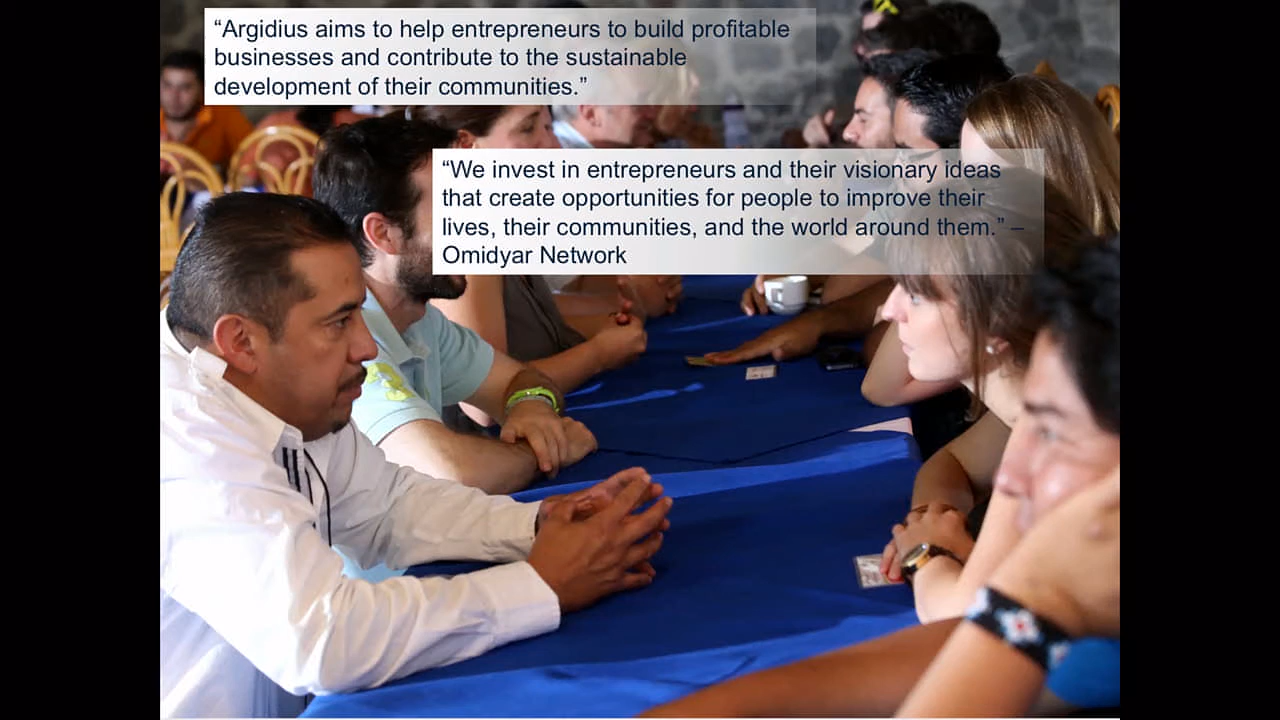 “Argidius aims to help entrepreneurs to build profitable
businesses and contribute to the sustainable
development of their communities.”
“We invest in entrepreneurs and their visionary ideas
that create opportunities for people to improve their
lives, their communities, and the world around them.” –
Omidyar Network